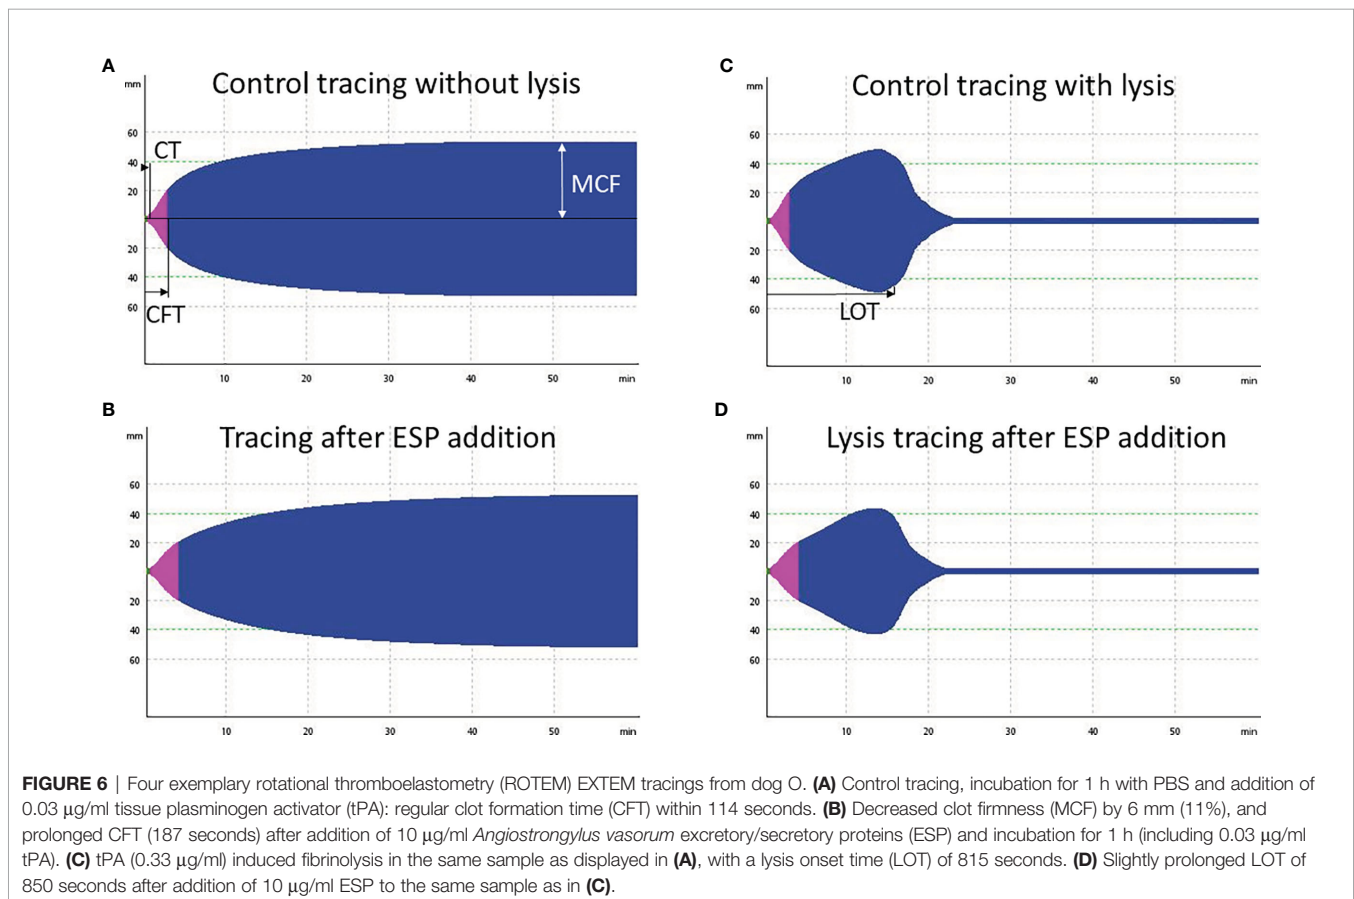 A
Control tracing without lysis
mm
60
40
CT
20
MCF
20
40
CFT
60
10 20 30 40 50 min
C
Control tracing with lysis
mm
60
40
20
20
40
LOT
60
10 20 30 40 50 min
B
Tracing after ESP addition
mm
60
40
20
20
40
60
10 20 30 40 50 min
D
Lysis tracing after ESP addition
mm
60
40
20
20
40
60
10 20 30 40 50 min
FIGURE 6 | Four exemplary rotational thromboelastometry (ROTEM) EXTEM tracings from dog O. (A) Control tracing, incubation for 1 h with PBS and addition of
0.03 μg/ml tissue plasminogen activator (tPA): regular clot formation time (CFT) within 114 seconds. (B) Decreased clot firmness (MCF) by 6 mm (11%), and
prolonged CFT (187 seconds) after addition of 10 μg/ml Angiostrongylus vasorum excretory/secretory proteins (ESP) and incubation for 1 h (including 0.03 μg/ml
tPA). (C) tPA (0.33 μg/ml) induced fibrinolysis in the same sample as displayed in (A), with a lysis onset time (LOT) of 815 seconds. (D) Slightly prolonged LOT of
850 seconds after addition of 10 μg/ml ESP to the same sample as in (C).